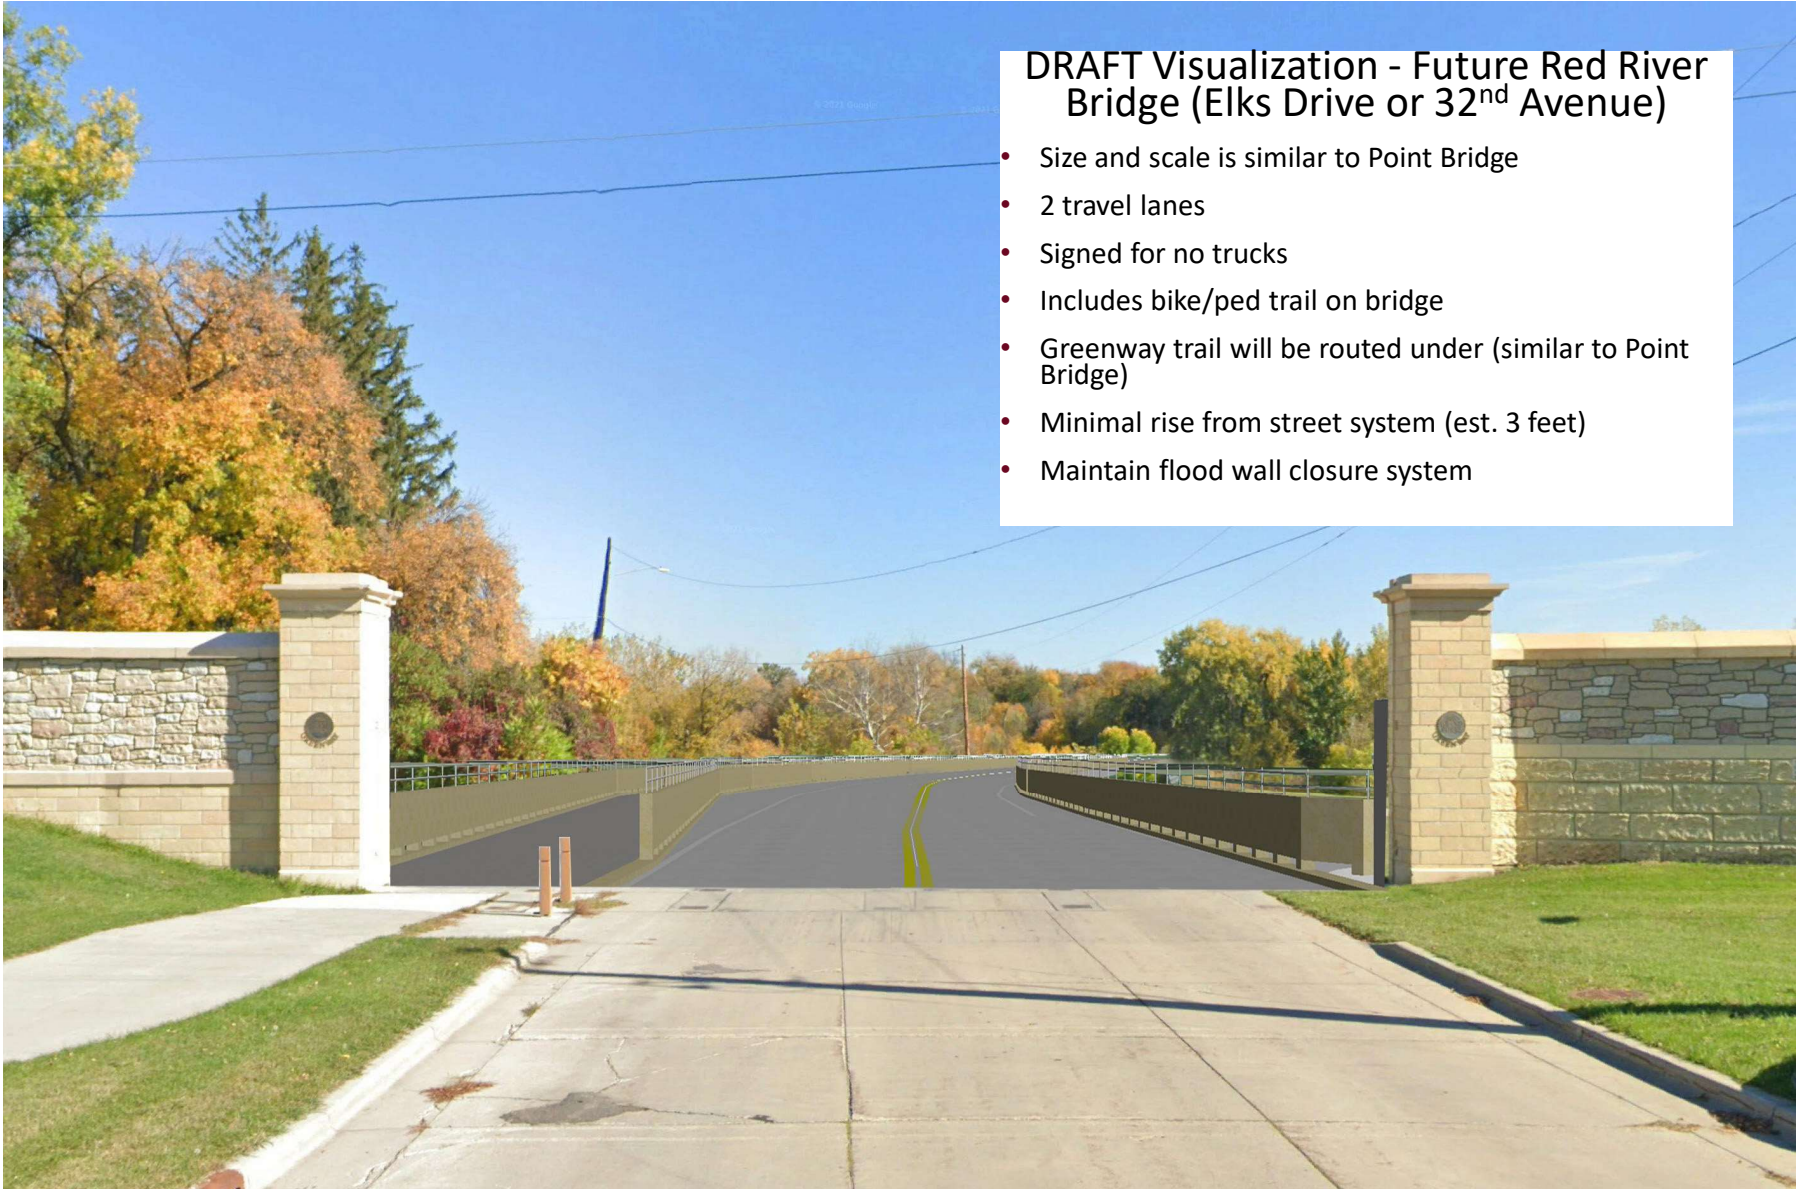 © 2023 Google
DRAFT Visualization - Future Red River
Bridge (Elks Drive or 32nd Avenue)
• Size and scale is similar to Point Bridge
• 2 travel lanes
• Signed for no trucks
• Includes bike/ped trail on bridge
• Greenway trail will be routed under (similar to Point
Bridge)
• Minimal rise from street system (est. 3 feet)
• Maintain flood wall closure system